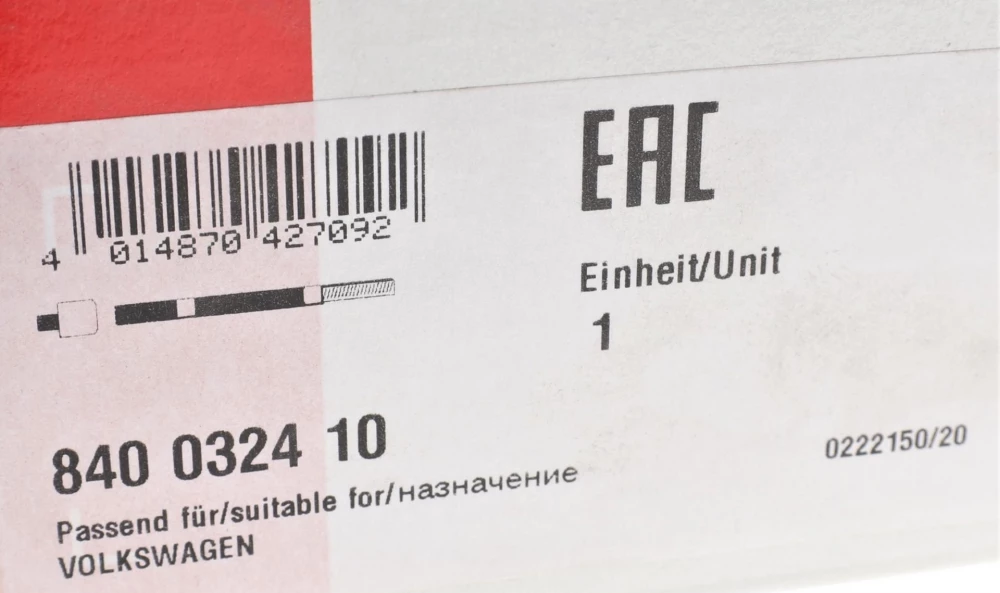 EAC
4 014870 427092
Einheit/Unit
1
840 0324 10
0222150/20
Passend für/suitable for/назначение
VOLKSWAGEN